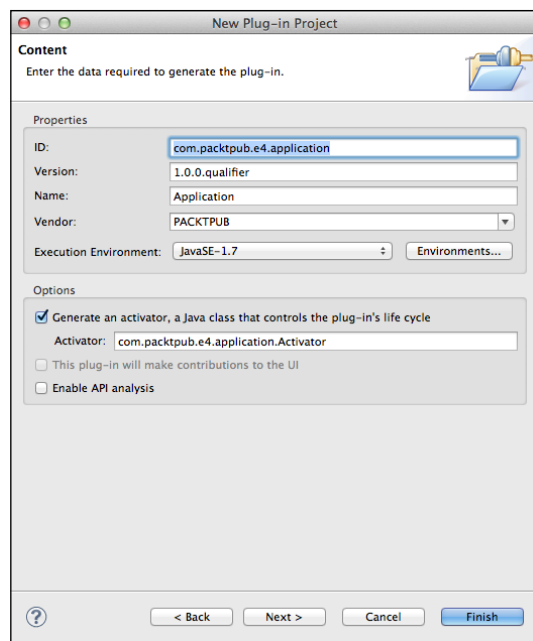 New Plug-in Project
Content
Enter the data required to generate the plug-in.
Properties
ID: com.packtpub.e4.application
Version: 1.0.0.qualifier
Name: Application
Vendor: PACKTPUB
Execution Environment: JavaSE-1.7 Environments...
Options
Generate an activator, a Java class that controls the plug-in's life cycle
Activator: com.packtpub.e4.application.Activator
This plug-in will make contributions to the UI
Enable API analysis
? < Back Next > Cancel Finish